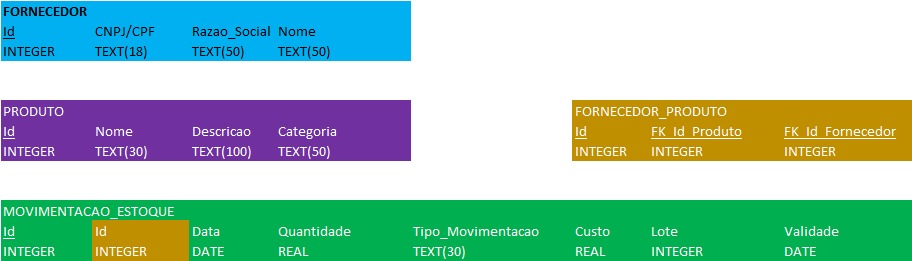 FORNECEDOR
Id CNPJ/CPF Razao_Social Nome
INTEGER TEXT(18) TEXT(50) TEXT(50)
PRODUTO
Id Nome Descricao Categoria
INTEGER TEXT(30) TEXT(100) TEXT(50)
FORNECEDOR_PRODUTO
Id FK_Id_Produto FK_Id_Fornecedor
INTEGER INTEGER INTEGER
MOVIMENTACAO_ESTOQUE
Id Id Data Quantidade Tipo_Movimentacao Custo Lote Validade
INTEGER INTEGER DATE REAL TEXT(30) REAL INTEGER DATE